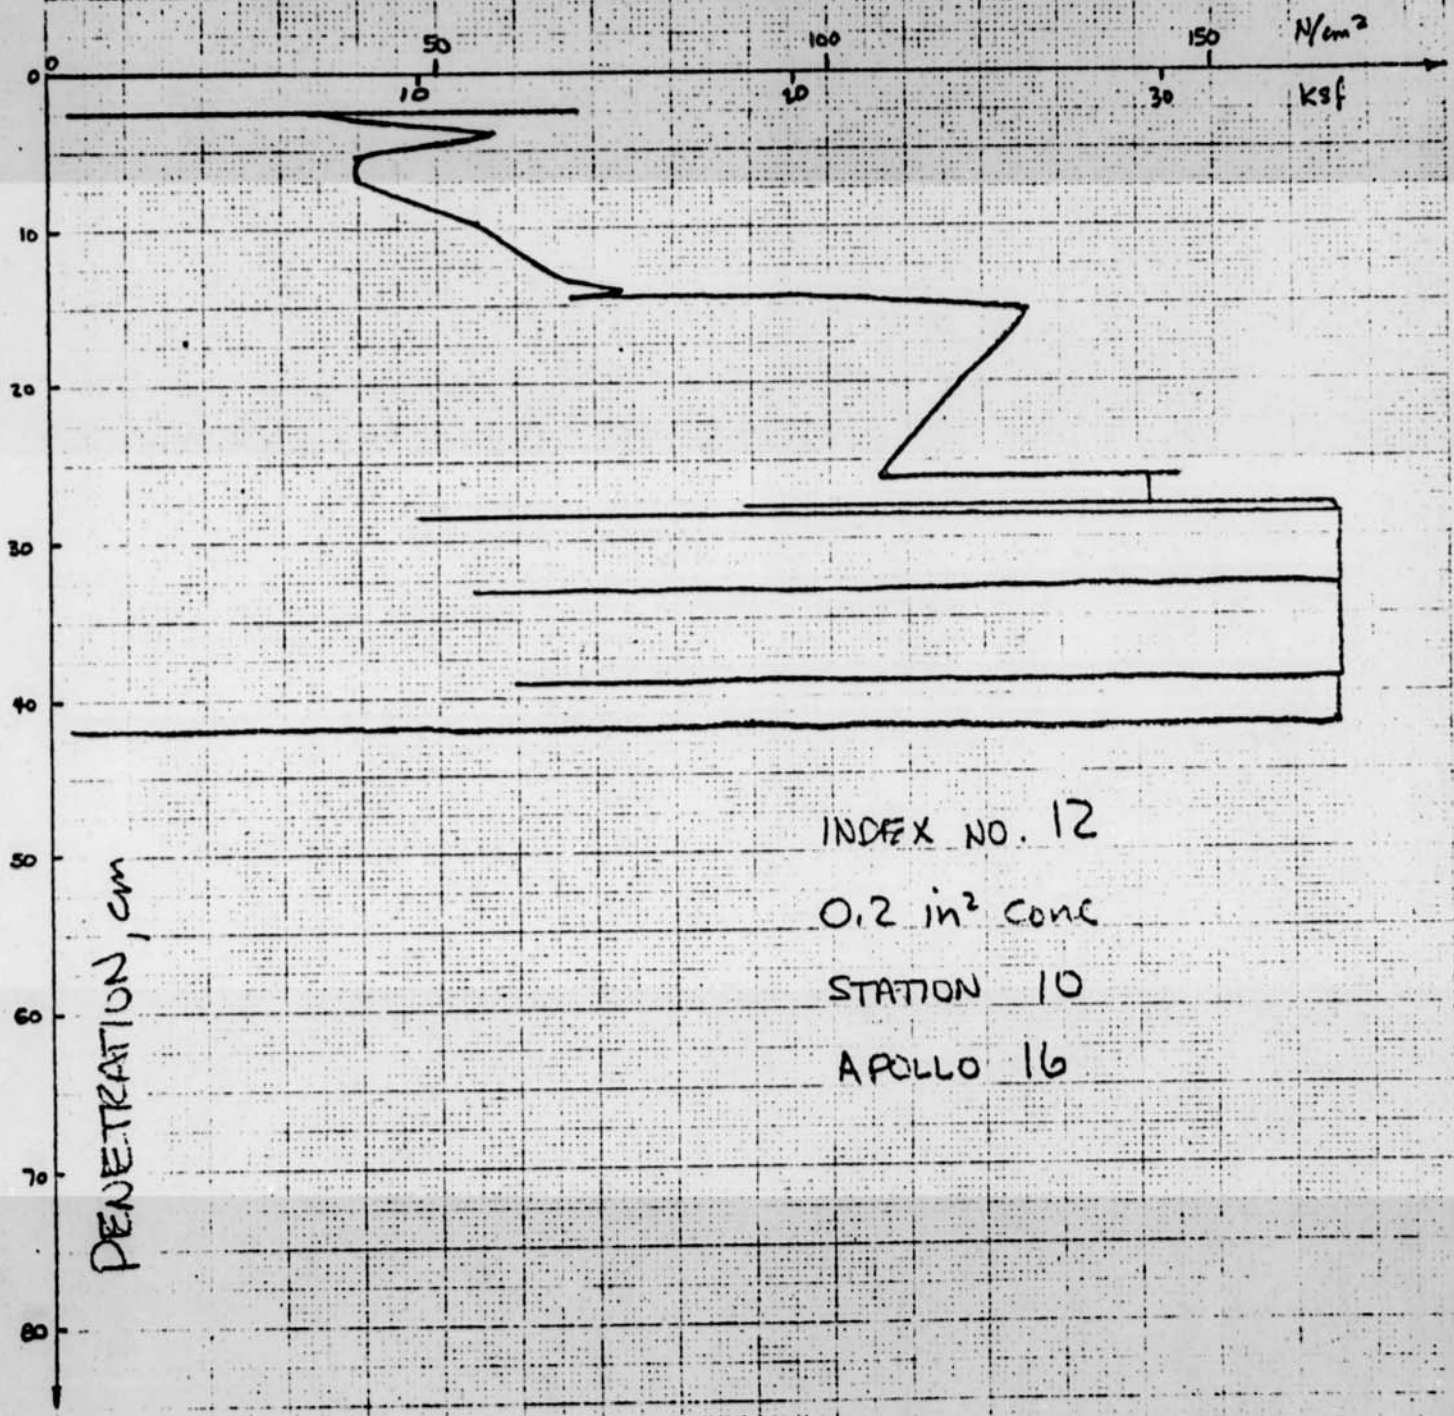 0 50 100 150 N/cm²
0 10 20 30 Ksf
10
20
30
40
50
60
70
80
PENETRATION, cm
INDEX NO. 12
0.2 in² cone
STATION 10
APOLLO 16